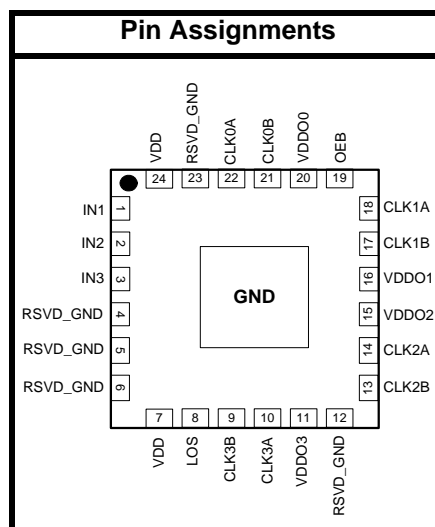 Pin Assignments
VDD
RSVD_GND
CLK0A
CLK0B
VDDO0
OEB
24
23
22
21
20
19
IN1
1
IN2
2
IN3
3
RSVD_GND
4
RSVD_GND
5
RSVD_GND
6
GND
18
CLK1A
17
CLK1B
16
VDDO1
15
VDDO2
14
CLK2A
13
CLK2B
7
8
9
10
11
12
VDD
LOS
CLK3B
CLK3A
VDDO3
RSVD_GND